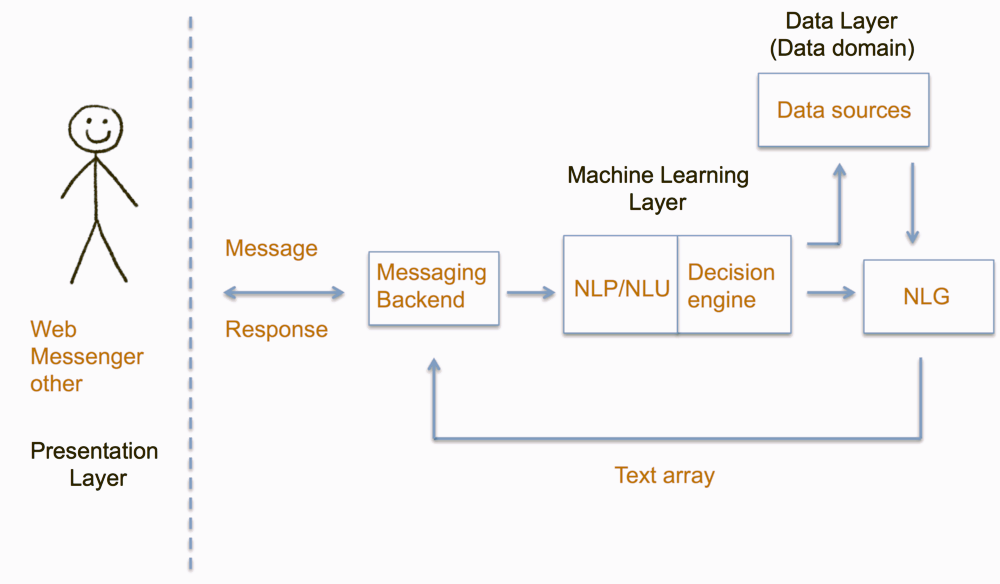 Data Layer
(Data domain)
Data sources
Machine Learning
Layer
Message
Response
Messaging
Backend
NLP/NLU
Decision
engine
NLG
Web
Messenger
other
Presentation
Layer
Text array